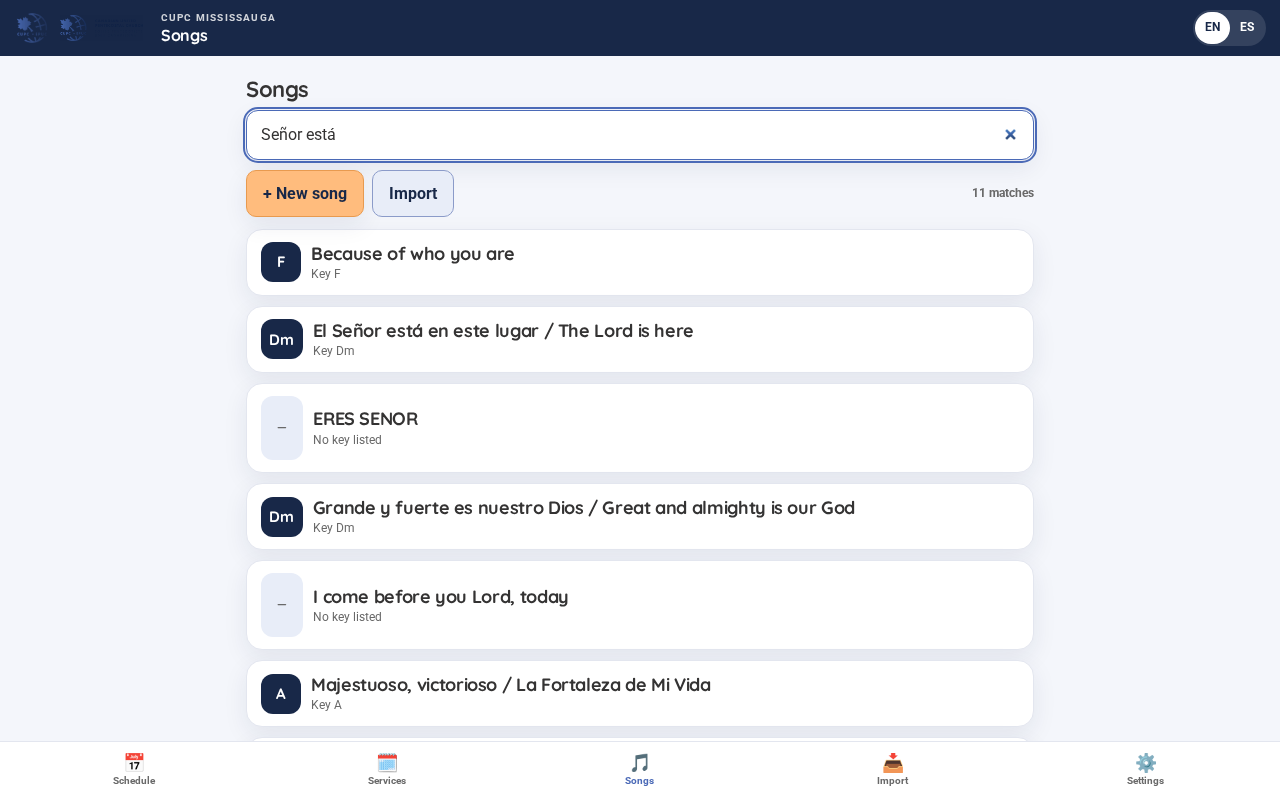 CUPC MISSISSAUGA
Songs
EN ES
Songs
Señor está
+ New song
Import
11 matches
F
Because of who you are
Key F
Dm
El Señor está en este lugar / The Lord is here
Key Dm
–
ERES SENOR
No key listed
Dm
Grande y fuerte es nuestro Dios / Great and almighty is our God
Key Dm
–
I come before you Lord, today
No key listed
A
Majestuoso, victorioso / La Fortaleza de Mi Vida
Key A
Schedule
Services
Songs
Import
Settings